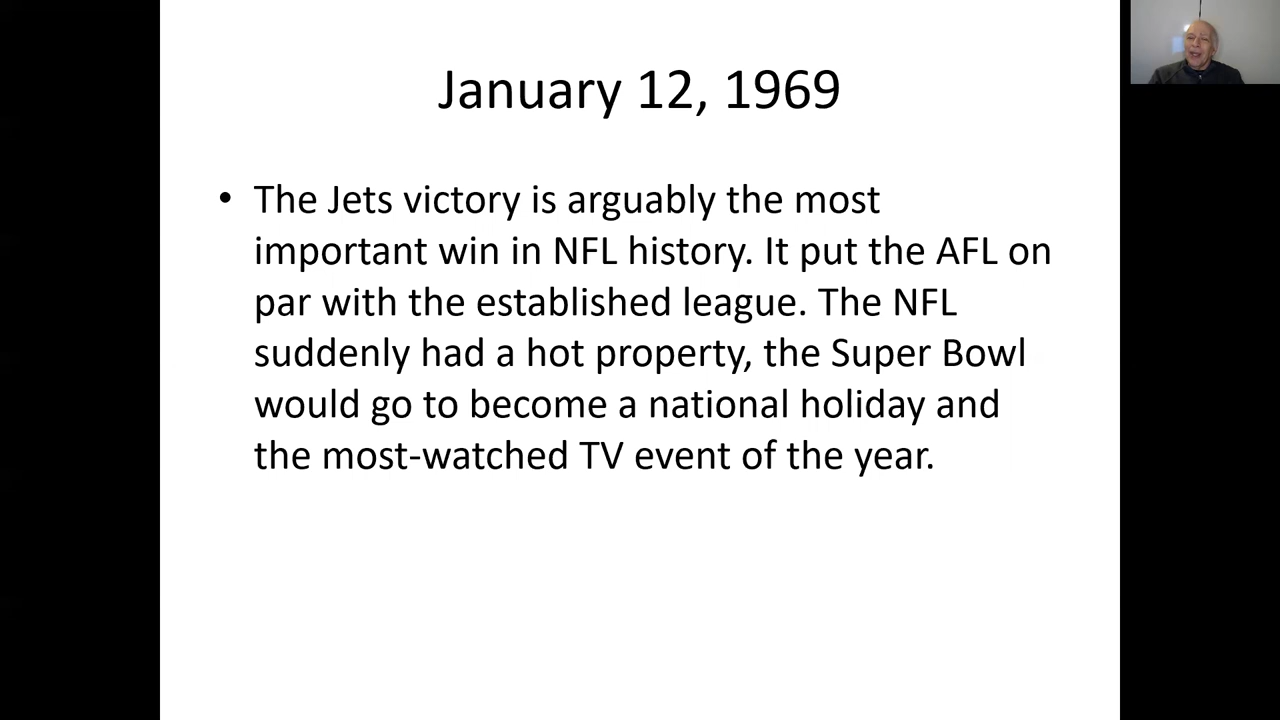 January 12, 1969
• The Jets victory is arguably the most
important win in NFL history. It put the AFL on
par with the established league. The NFL
suddenly had a hot property, the Super Bowl
would go to become a national holiday and
the most-watched TV event of the year.